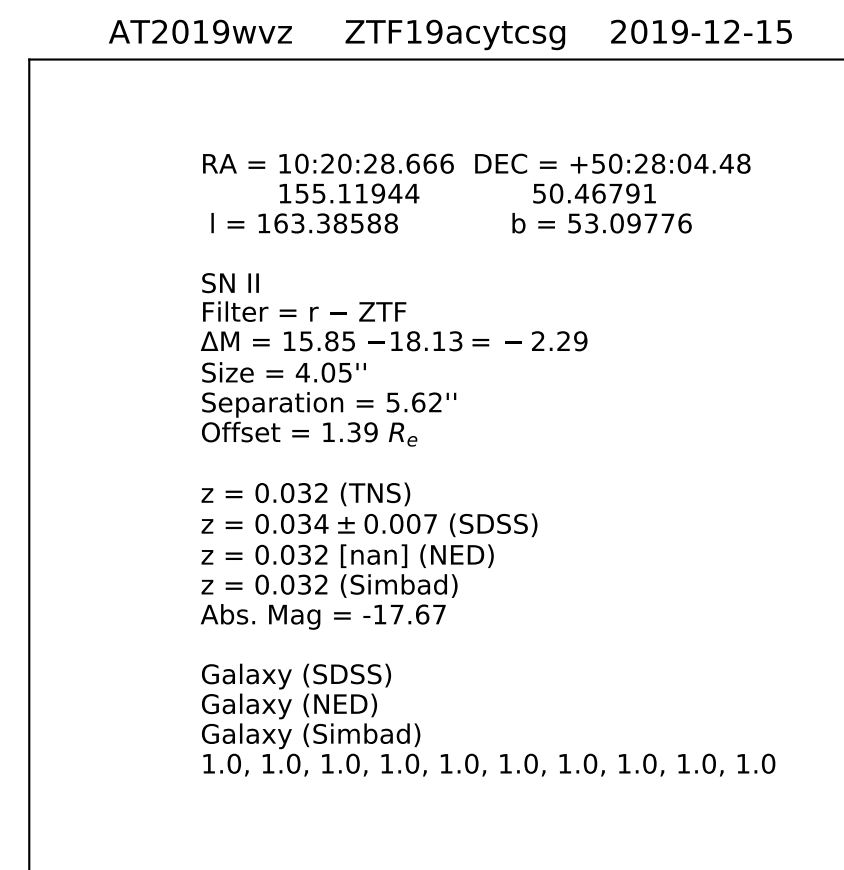 AT2019wvz ZTF19acytcsg 2019-12-15
RA = 10:20:28.666 DEC = +50:28:04.48
155.11944 50.46791
l = 163.38588 b = 53.09776
SN II
Filter = r − ZTF
ΔM = 15.85 −18.13 = − 2.29
Size = 4.05''
Separation = 5.62''
Offset = 1.39 Rₑ
z = 0.032 (TNS)
z = 0.034 ± 0.007 (SDSS)
z = 0.032 [nan] (NED)
z = 0.032 (Simbad)
Abs. Mag = -17.67
Galaxy (SDSS)
Galaxy (NED)
Galaxy (Simbad)
1.0, 1.0, 1.0, 1.0, 1.0, 1.0, 1.0, 1.0, 1.0, 1.0